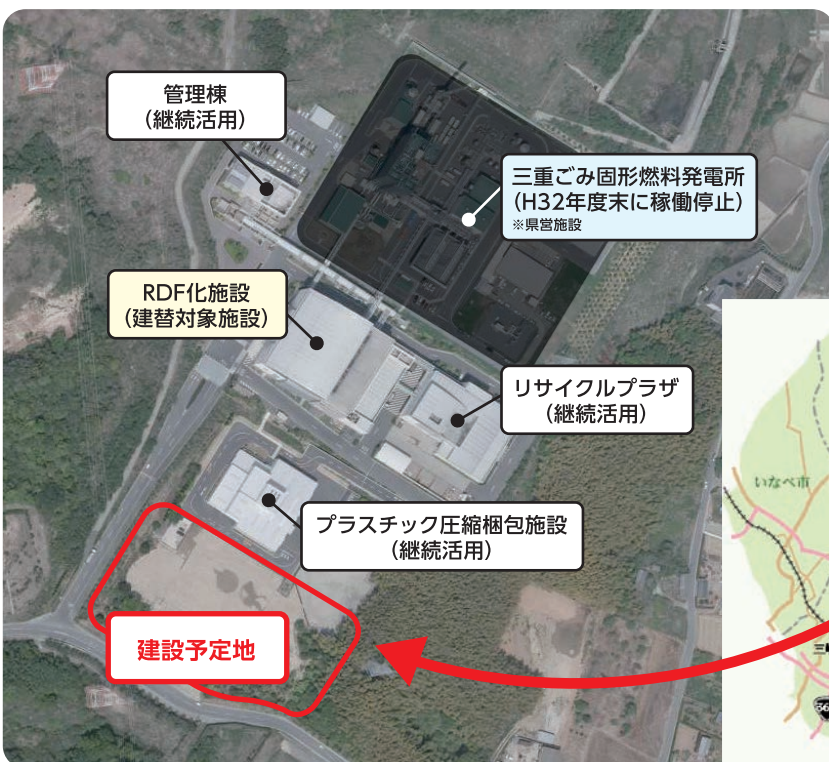 管理棟
(継続活用)
三重ごみ固形燃料発電所
(H32年度末に稼働停止)
※県営施設
RDF化施設
(建替対象施設)
リサイクルプラザ
(継続活用)
プラスチック圧縮梱包施設
(継続活用)
建設予定地
いなべ市